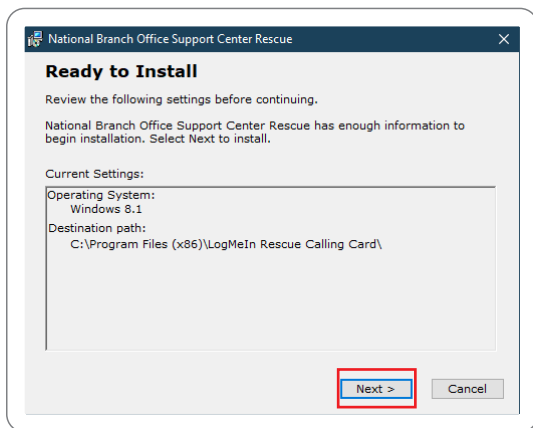 National Branch Office Support Center Rescue
Ready to Install
Review the following settings before continuing.
National Branch Office Support Center Rescue has enough information to
begin installation. Select Next to install.
Current Settings:
Operating System:
Windows 8.1
Destination path:
C:\Program Files (x86)\LogMeIn Rescue Calling Card\
Next >
Cancel